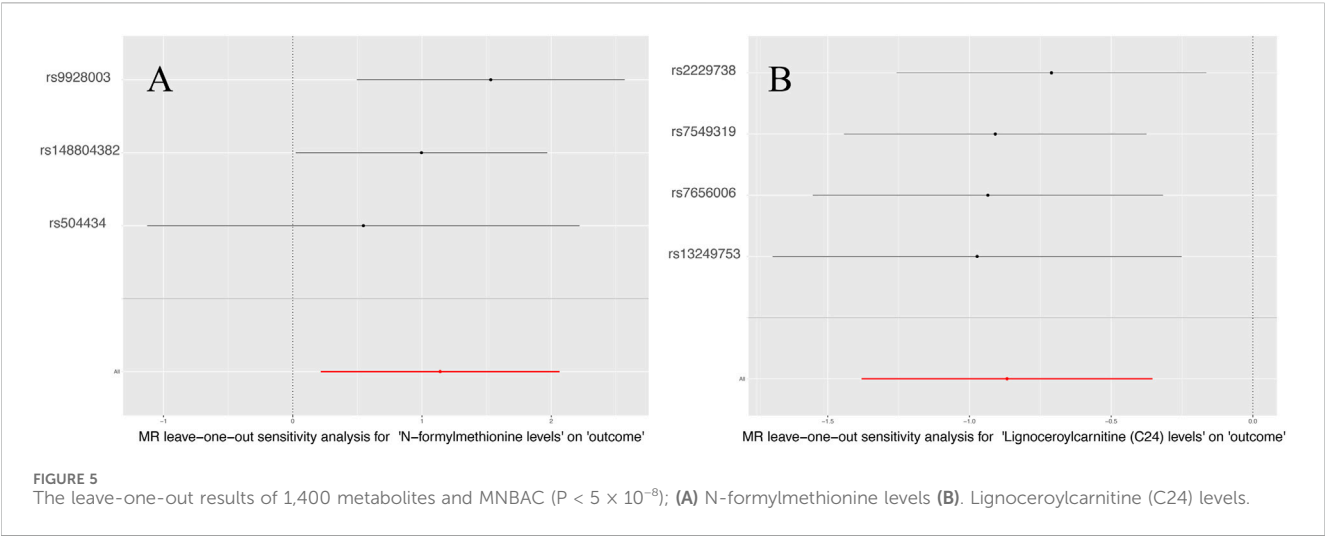 A
rs9928003
rs148804382
rs504434
All
-1
0
1
2
MR leave-one-out sensitivity analysis for 'N-formylmethionine levels' on 'outcome'
B
rs2229738
rs7549319
rs7656006
rs13249753
All
-1.5
-1.0
-0.5
0.0
MR leave-one-out sensitivity analysis for 'Lignoceroylcarnitine (C24) levels' on 'outcome'
FIGURE 5
The leave-one-out results of 1,400 metabolites and MNBAC (P < 5 × 10⁻⁸); (A) N-formylmethionine levels (B). Lignoceroylcarnitine (C24) levels.